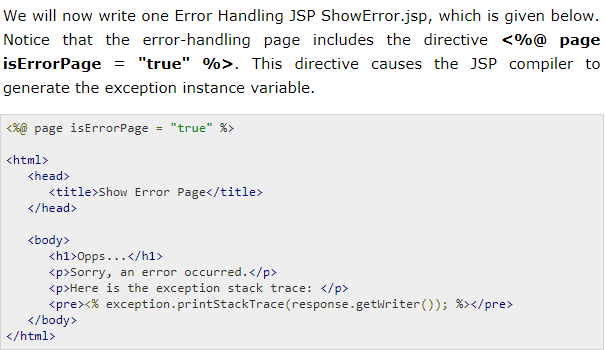 We will now write one Error Handling JSP ShowError.jsp, which is given below.
Notice that the error-handling page includes the directive <%@ page
isErrorPage = "true" %>. This directive causes the JSP compiler to
generate the exception instance variable.
<%@ page isErrorPage = "true" %>
<html>
<head>
<title>Show Error Page</title>
</head>
<body>
<h1>Opps...</h1>
<p>Sorry, an error occurred.</p>
<p>Here is the exception stack trace: </p>
<pre><% exception.printStackTrace(response.getWriter()); %></pre>
</body>
</html>